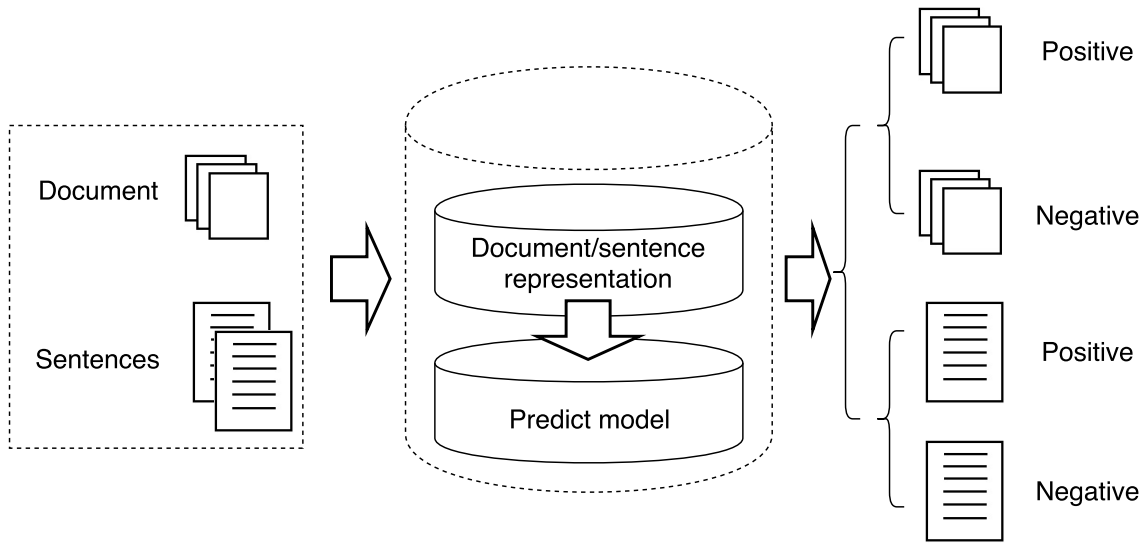 Document
Sentences
Document/sentence
representation
Predict model
Positive
Negative
Positive
Negative